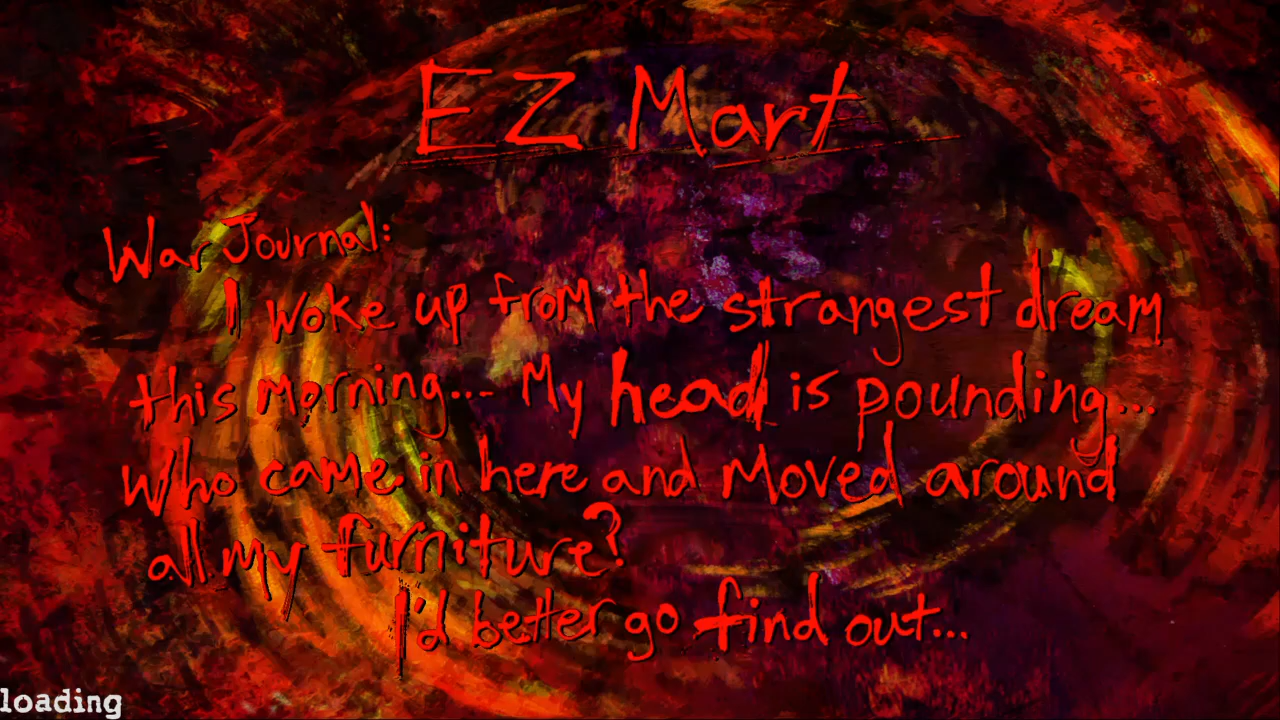 EZ Mart
War Journal:
I woke up from the strangest dream
this morning... My head is pounding...
Who came in here and moved around
all my furniture?
I'd better go find out...
loading